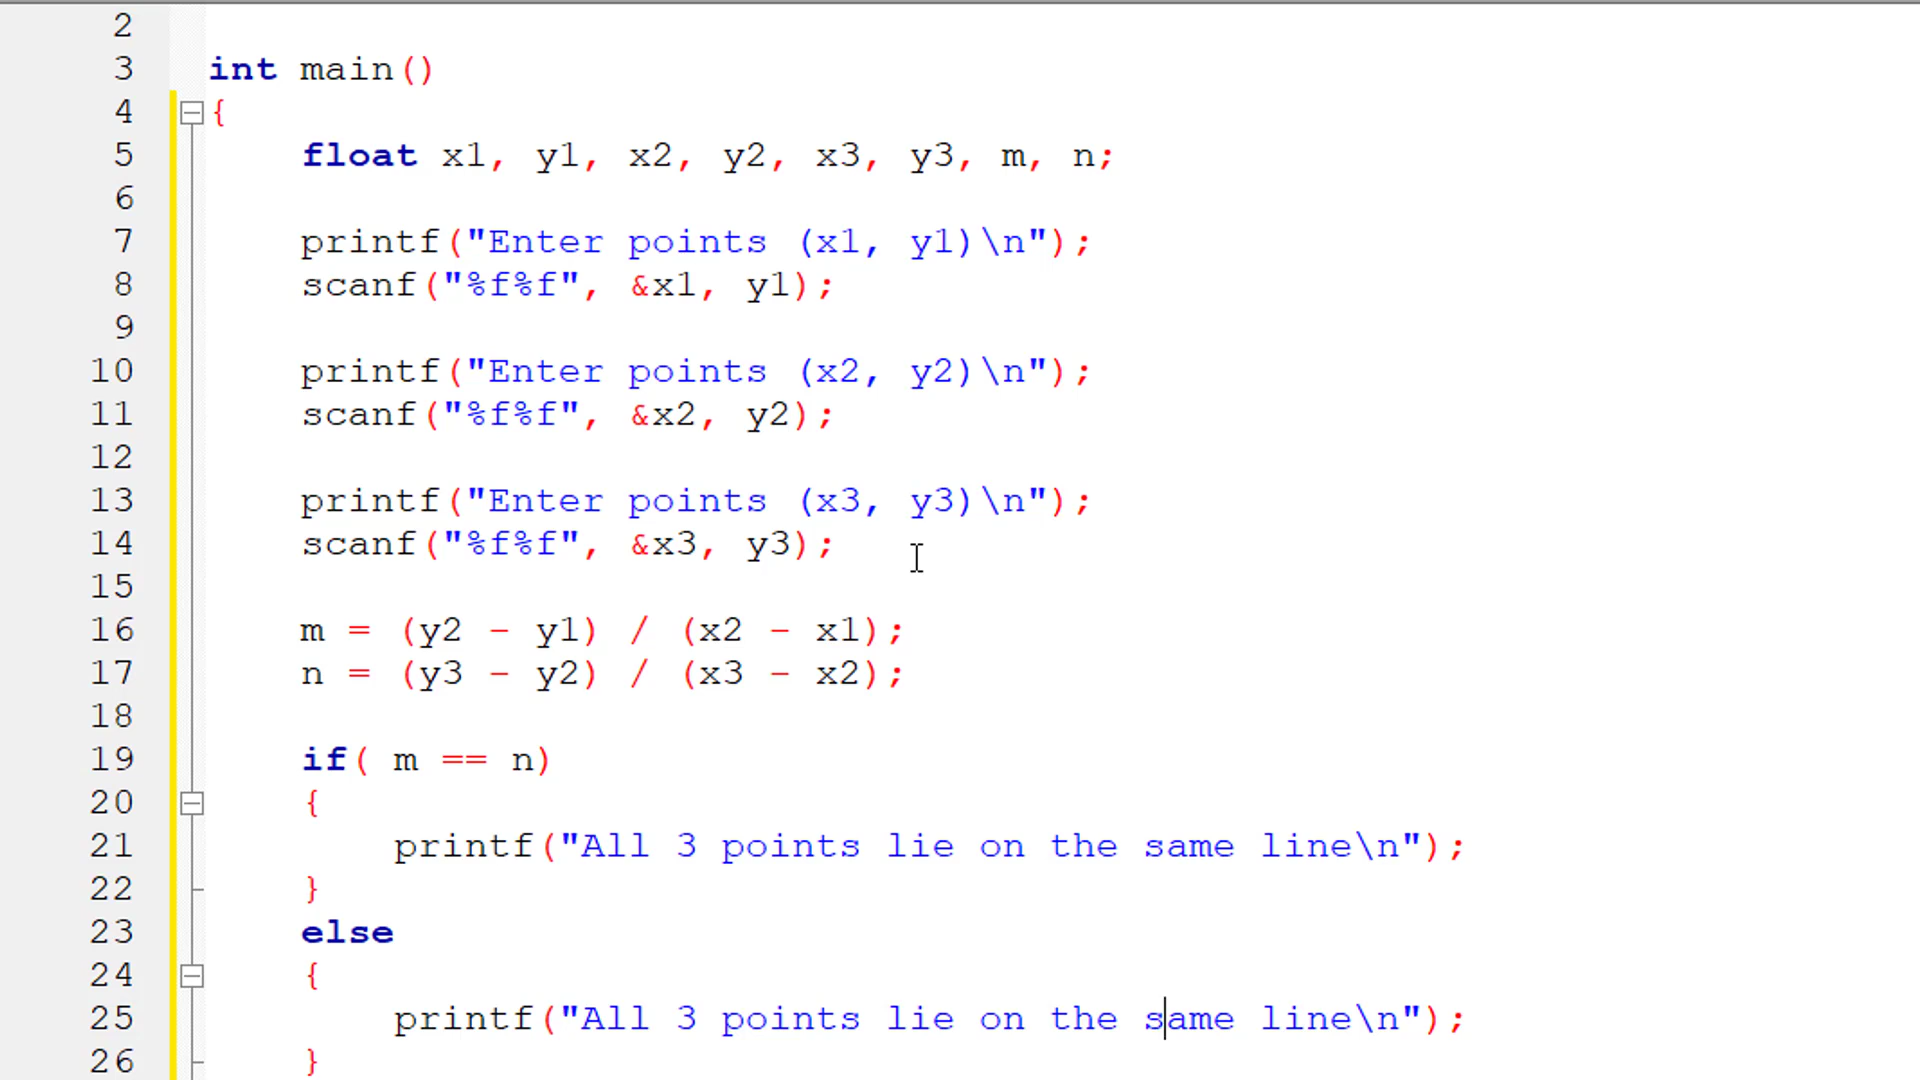 2
3 int main()
4 {
5 float x1, y1, x2, y2, x3, y3, m, n;
6
7 printf("Enter points (x1, y1)\n");
8 scanf("%f%f", &x1, y1);
9
10 printf("Enter points (x2, y2)\n");
11 scanf("%f%f", &x2, y2);
12
13 printf("Enter points (x3, y3)\n");
14 scanf("%f%f", &x3, y3);
15
16 m = (y2 - y1) / (x2 - x1);
17 n = (y3 - y2) / (x3 - x2);
18
19 if( m == n)
20 {
21 printf("All 3 points lie on the same line\n");
22 }
23 else
24 {
25 printf("All 3 points lie on the same line\n");
26 }